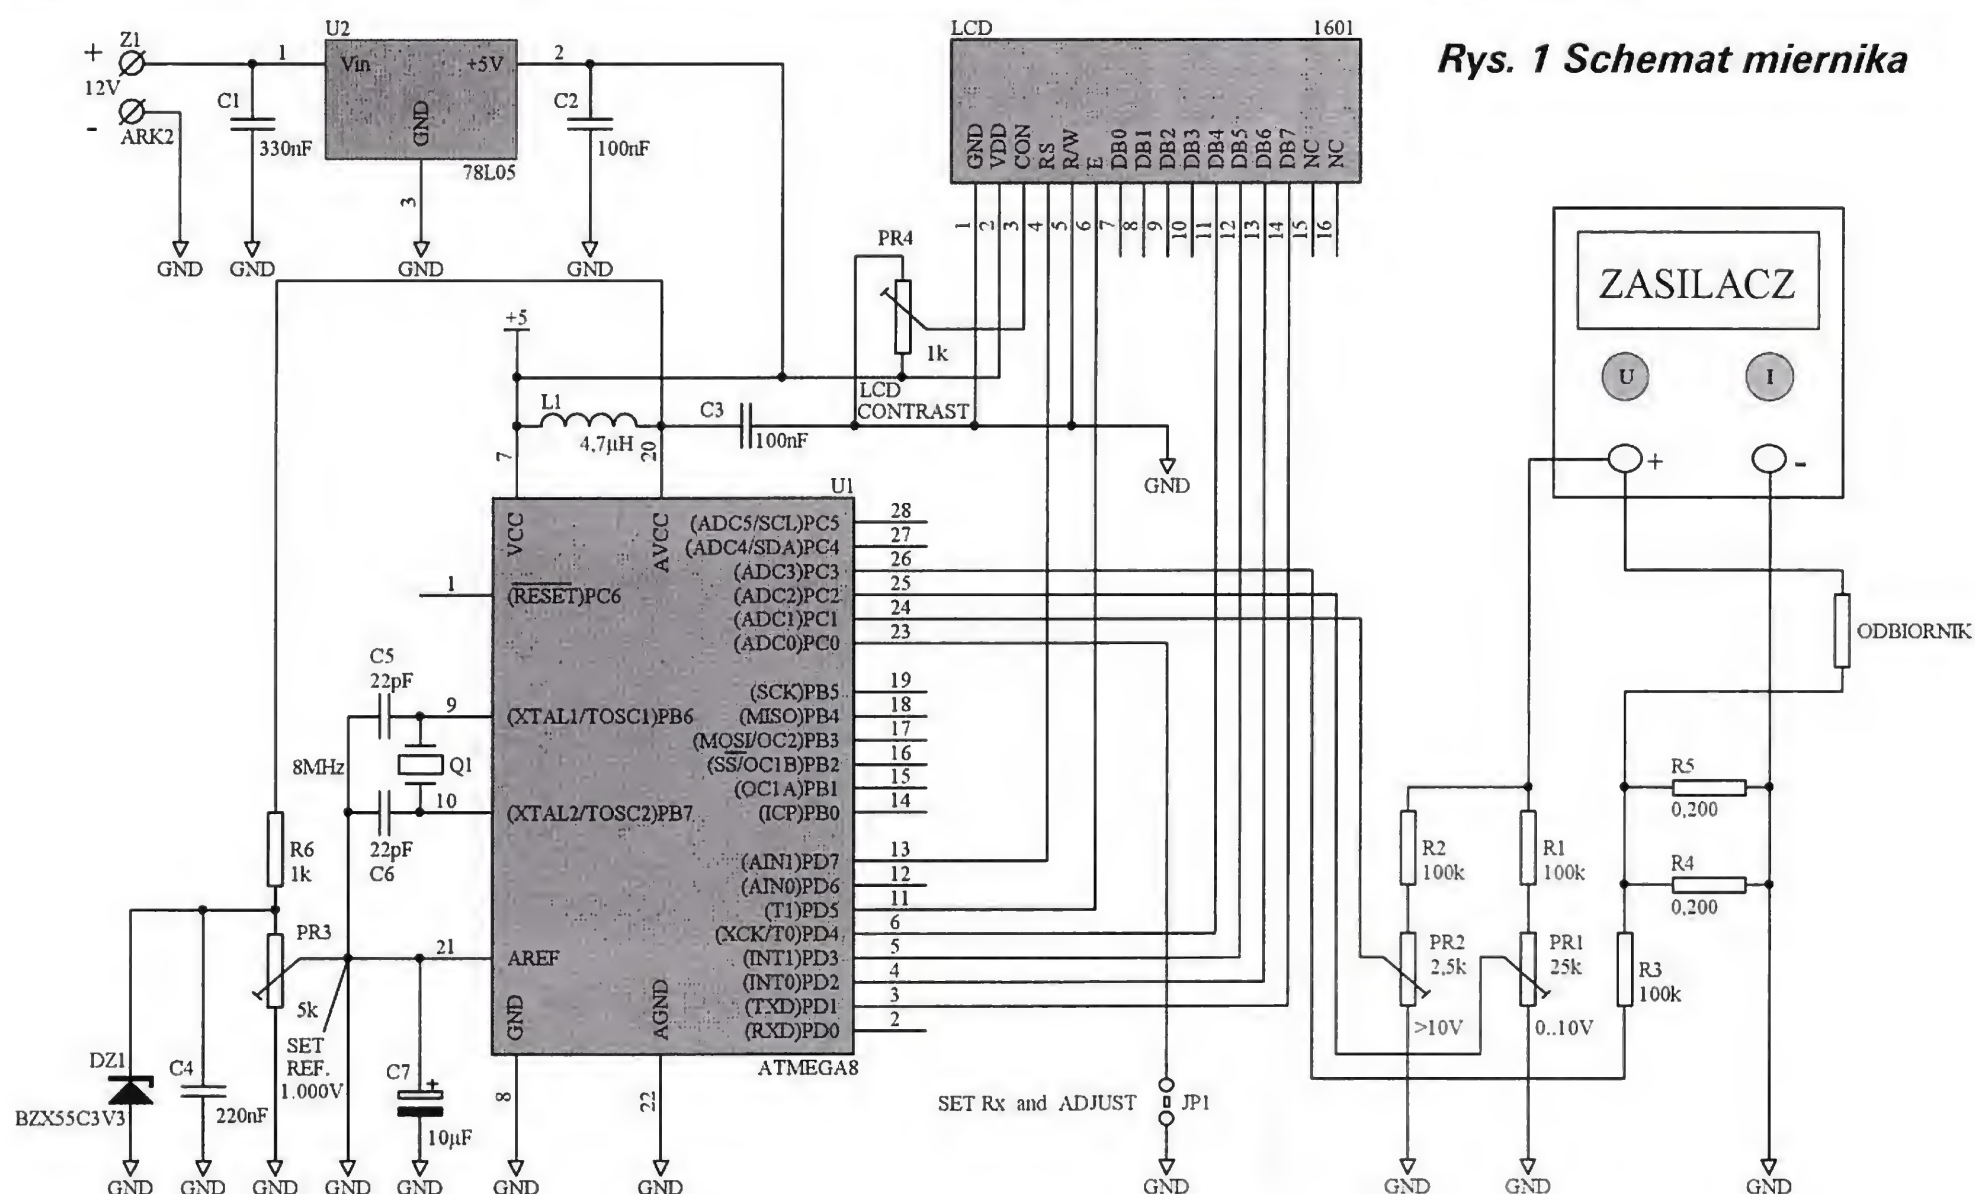 Rys. 1 Schemat miernika
+ Z1
12V
-
ARK2
C1
330nF
GND
GND
U2
1
Vin
+5V
2
GND
78L05
3
GND
C2
100nF
GND
LCD
1601
GND
VDD
CON
RS
R/W
E
DB0
DB1
DB2
DB3
DB4
DB5
DB6
DB7
NC
NC
1
2
3
4
5
6
7
8
9
10
11
12
13
14
15
16
PR4
1k
LCD
CONTRAST
+5
L1
4,7µH
C3
100nF
GND
7
20
U1
VCC
AVCC
(ADC5/SCL)PC5 28
(ADC4/SDA)PC4 27
(ADC3)PC3 26
(ADC2)PC2 25
(ADC1)PC1 24
(ADC0)PC0 23
(SCK)PB5 19
(MISO)PB4 18
(MOSI/OC2)PB3 17
(SS/OC1B)PB2 16
(OC1A)PB1 15
(ICP)PB0 14
(AIN1)PD7 13
(AIN0)PD6 12
(T1)PD5 11
(XCK/T0)PD4 6
(INT1)PD3 5
(INT0)PD2 4
(TXD)PD1 3
(RXD)PD0 2
1 (RESET)PC6
9 (XTAL1/TOSC1)PB6
10 (XTAL2/TOSC2)PB7
21 AREF
GND
AGND
ATMEGA8
8
22
GND
GND
C5
22pF
8MHz
Q1
22pF
C6
R6
1k
PR3
5k
SET
REF.
1.000V
DZ1
BZX55C3V3
C4
220nF
C7
+
10µF
GND
GND
GND
GND
GND
SET Rx and ADJUST
JP1
GND
ZASILACZ
U
I
+
-
ODBIORNIK
R5
0,200
R4
0,200
R2
100k
R1
100k
PR2
2,5k
>10V
PR1
25k
0..10V
R3
100k
GND
GND
GND